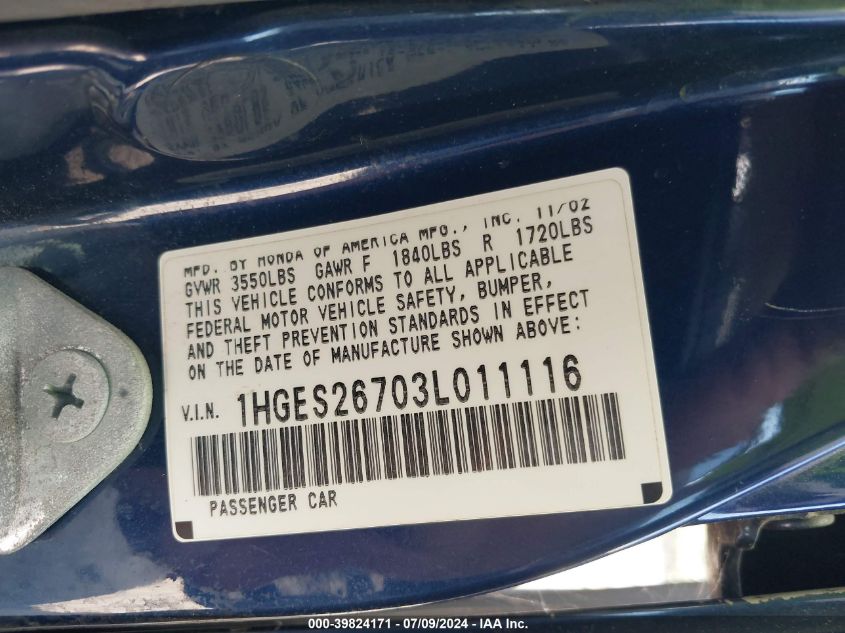 MFD. BY HONDA OF AMERICA MFG., INC. 11/02
GVWR 3550LBS GAWR F 1840LBS R 1720LBS
THIS VEHICLE CONFORMS TO ALL APPLICABLE
FEDERAL MOTOR VEHICLE SAFETY, BUMPER,
AND THEFT PREVENTION STANDARDS IN EFFECT
ON THE DATE OF MANUFACTURE SHOWN ABOVE:
V.I.N. 1HGES26703L011116
PASSENGER CAR
000-39824171 - 07/09/2024 - IAA Inc.